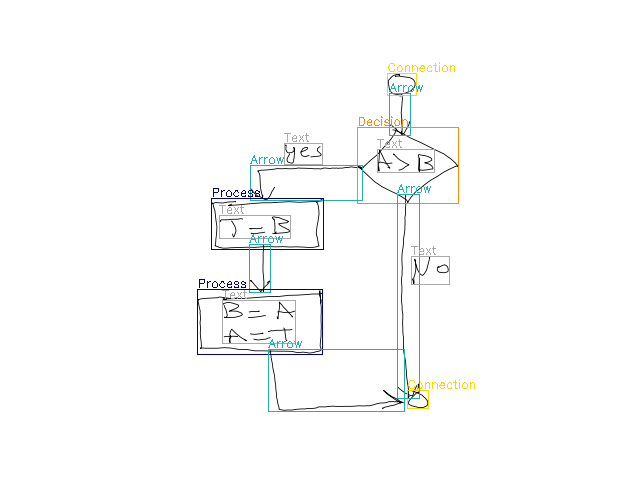 Connection
Arrow
Decision
Text
A > B
Text
yes
Arrow
Process
Text
T = B
Arrow
Arrow
Text
No
Process
Text
B = A
A = T
Arrow
Connection